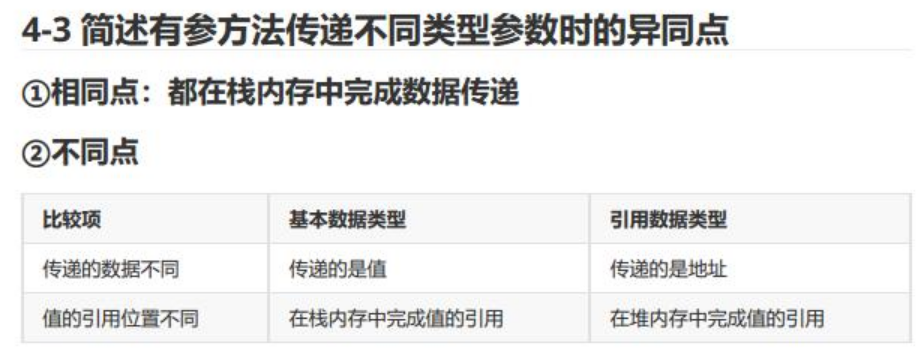 4-3 简述有参方法传递不同类型参数时的异同点
①相同点：都在栈内存中完成数据传递
②不同点
比较项 基本数据类型 引用数据类型
传递的数据不同 传递的是值 传递的是地址
值的引用位置不同 在栈内存中完成值的引用 在堆内存中完成值的引用